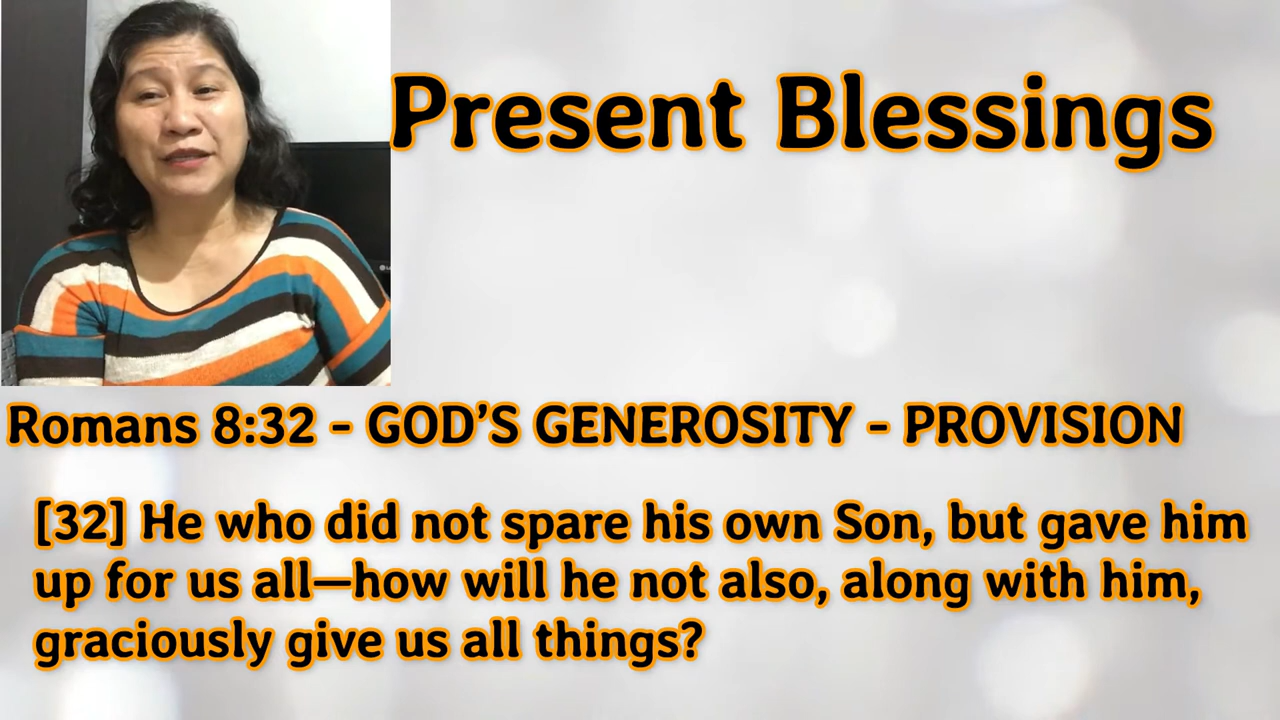 Present Blessings
Romans 8:32 - GOD’S GENEROSITY - PROVISION
[32] He who did not spare his own Son, but gave him
up for us all—how will he not also, along with him,
graciously give us all things?